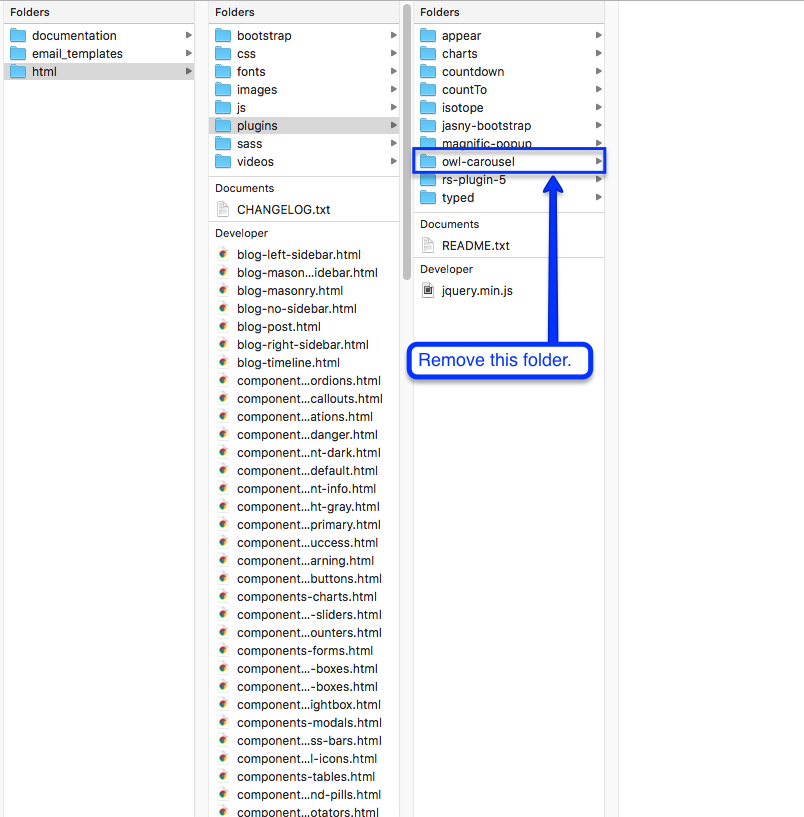 Folders
documentation
email_templates
html
Folders
bootstrap
css
fonts
images
js
plugins
sass
videos
Documents
CHANGELOG.txt
Developer
blog-left-sidebar.html
blog-mason...idebar.html
blog-masonry.html
blog-no-sidebar.html
blog-post.html
blog-right-sidebar.html
blog-timeline.html
component...ordions.html
component...callouts.html
component...ations.html
component...danger.html
component...nt-dark.html
component...default.html
component...nt-info.html
component...ht-gray.html
component...primary.html
component...uccess.html
component...arning.html
component...buttons.html
components-charts.html
component...-sliders.html
component...ounters.html
components-forms.html
component...-boxes.html
component...-boxes.html
component...ightbox.html
components-modals.html
component...ss-bars.html
component...l-icons.html
components-tables.html
component...nd-pills.html
component...otators.html
Folders
appear
charts
countdown
countTo
isotope
jasny-bootstrap
magnific-popup
owl-carousel
rs-plugin-5
typed
Documents
README.txt
Developer
jquery.min.js
Remove this folder.